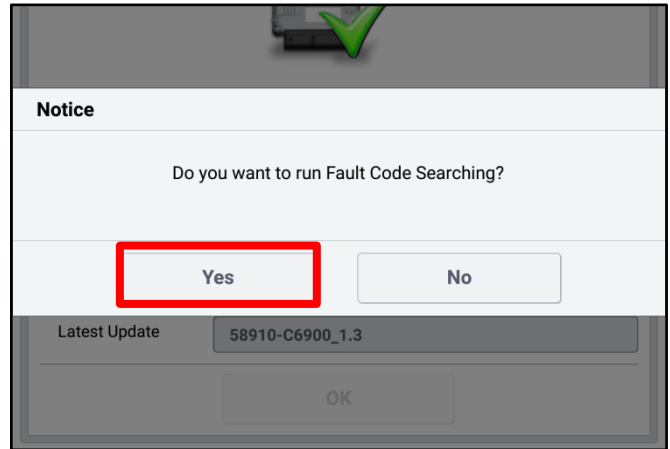 Notice
Do you want to run Fault Code Searching?
Yes No
Latest Update 58910-C6900_1.3
OK